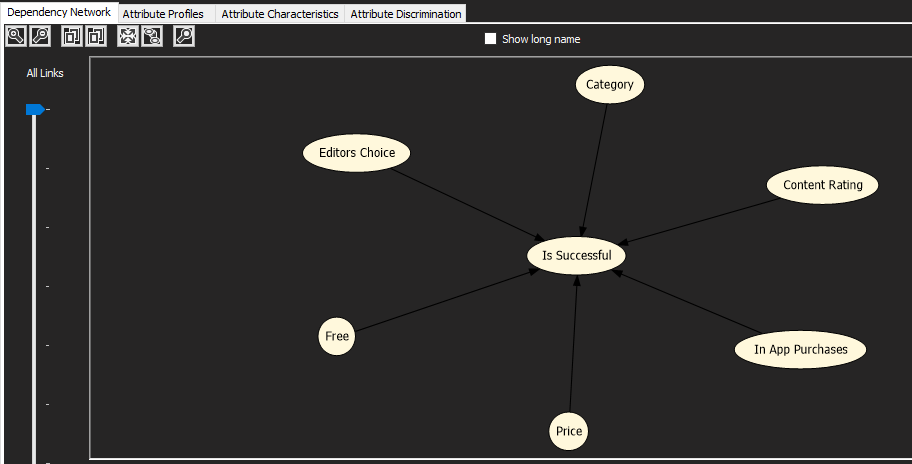 Dependency Network
Attribute Profiles
Attribute Characteristics
Attribute Discrimination
Show long name
All Links
Category
Editors Choice
Content Rating
Is Successful
Free
In App Purchases
Price